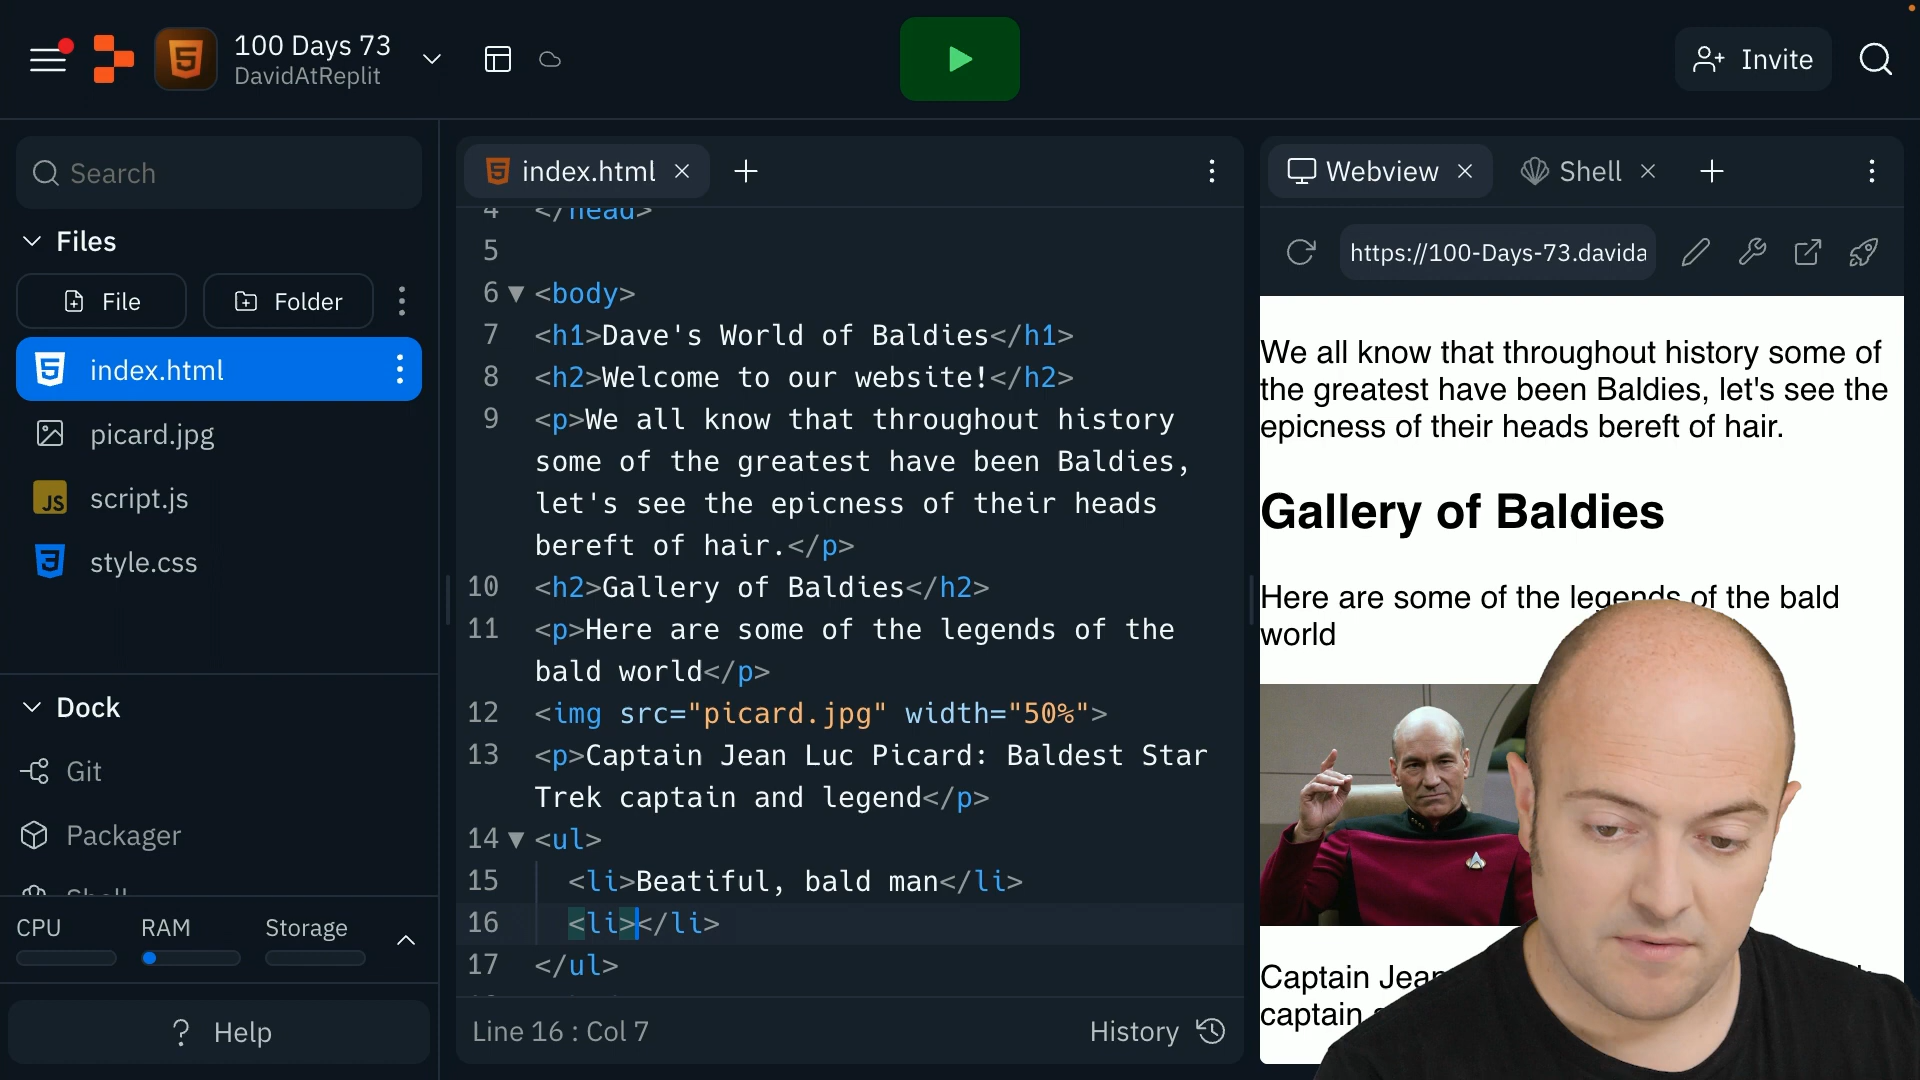 100 Days 73
DavidAtReplit
Invite
Search
Files
File
Folder
index.html
picard.jpg
JS
script.js
style.css
Dock
Git
Packager
Shell
CPU
RAM
Storage
? Help
index.html
4 </head>
5
6 <body>
7 <h1>Dave's World of Baldies</h1>
8 <h2>Welcome to our website!</h2>
9 <p>We all know that throughout history
some of the greatest have been Baldies,
let's see the epicness of their heads
bereft of hair.</p>
10 <h2>Gallery of Baldies</h2>
11 <p>Here are some of the legends of the
bald world</p>
12 <img src="picard.jpg" width="50%">
13 <p>Captain Jean Luc Picard: Baldest Star
Trek captain and legend</p>
14 <ul>
15 <li>Beatiful, bald man</li>
16 <li></li>
17 </ul>
Line 16 : Col 7
History
Webview
Shell
https://100-Days-73.davida
We all know that throughout history some of
the greatest have been Baldies, let's see the
epicness of their heads bereft of hair.
Gallery of Baldies
Here are some of the legends of the bald
world
Captain Jean
captain